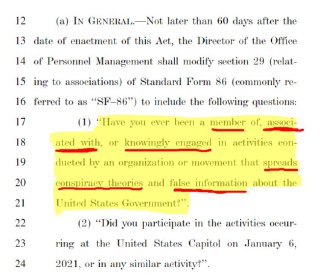 12 (a) IN GENERAL.—Not later than 60 days after the
13 date of enactment of this Act, the Director of the Office
14 of Personnel Management shall modify section 29 (relat-
15 ing to associations) of Standard Form 86 (commonly re-
16 ferred to as “SF–86”) to include the following questions:
17 (1) “Have you ever been a member of, associ-
18 ated with, or knowingly engaged in activities con-
19 ducted by an organization or movement that spreads
20 conspiracy theories and false information about the
21 United States Government?”.
22 (2) “Did you participate in the activities occur-
23 ring at the United States Capitol on January 6,
24 2021, or in any similar activity?”.